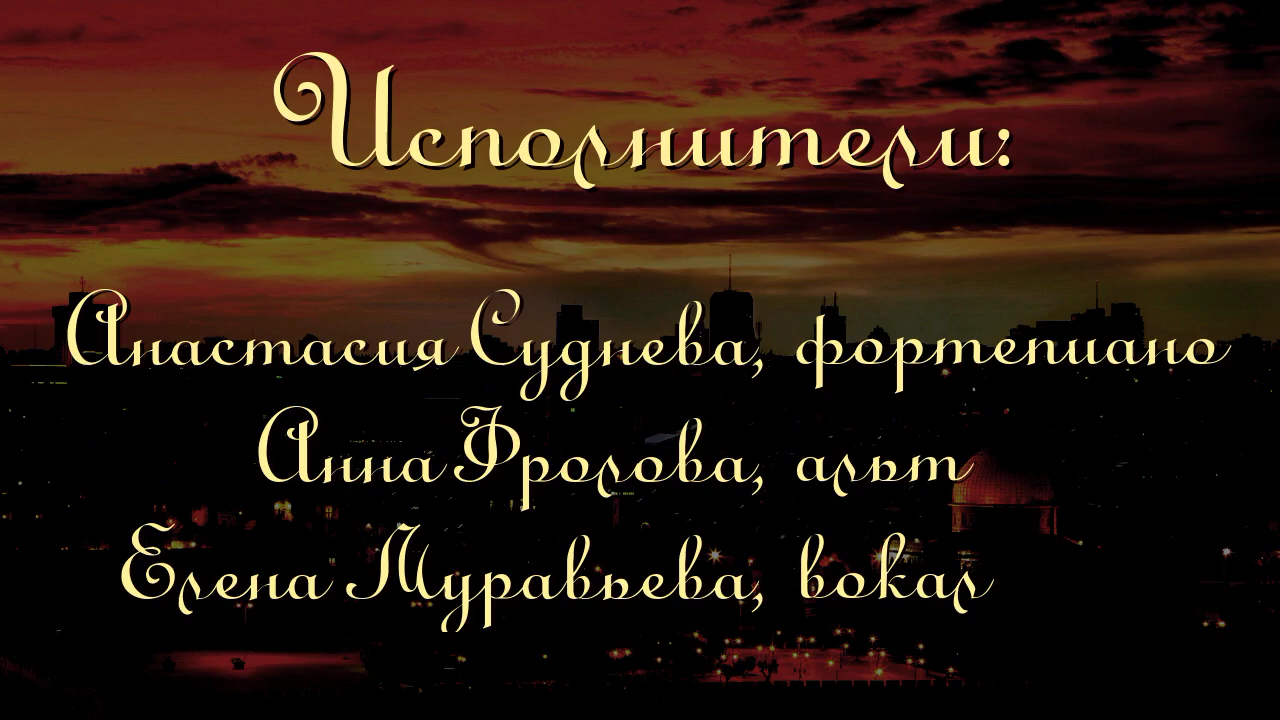 Исполнители:
Анастасия Суднева, фортепиано
Анна Фролова, альт
Елена Муравьева, вокал